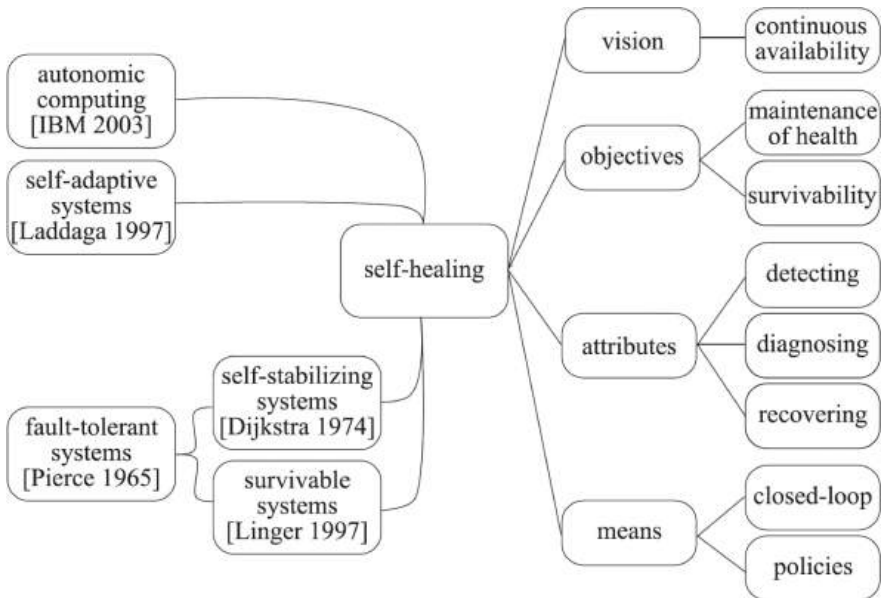 autonomic
computing
[IBM 2003]
self-adaptive
systems
[Laddaga 1997]
fault-tolerant
systems
[Pierce 1965]
self-stabilizing
systems
[Dijkstra 1974]
survivable
systems
[Linger 1997]
self-healing
vision
continuous
availability
objectives
maintenance
of health
survivability
attributes
detecting
diagnosing
recovering
means
closed-loop
policies